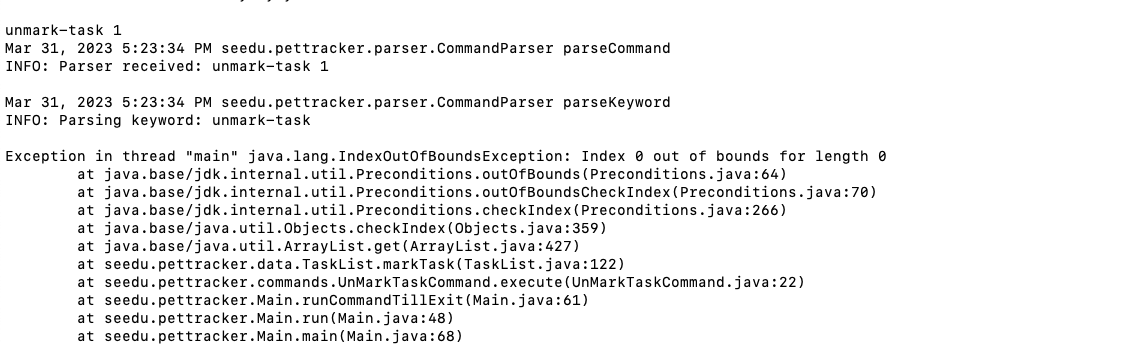 unmark-task 1
Mar 31, 2023 5:23:34 PM seedu.pettracker.parser.CommandParser parseCommand
INFO: Parser received: unmark-task 1
Mar 31, 2023 5:23:34 PM seedu.pettracker.parser.CommandParser parseKeyword
INFO: Parsing keyword: unmark-task
Exception in thread "main" java.lang.IndexOutOfBoundsException: Index 0 out of bounds for length 0
at java.base/jdk.internal.util.Preconditions.outOfBounds(Preconditions.java:64)
at java.base/jdk.internal.util.Preconditions.outOfBoundsCheckIndex(Preconditions.java:70)
at java.base/jdk.internal.util.Preconditions.checkIndex(Preconditions.java:266)
at java.base/java.util.Objects.checkIndex(Objects.java:359)
at java.base/java.util.ArrayList.get(ArrayList.java:427)
at seedu.pettracker.data.TaskList.markTask(TaskList.java:122)
at seedu.pettracker.commands.UnMarkTaskCommand.execute(UnMarkTaskCommand.java:22)
at seedu.pettracker.Main.runCommandTillExit(Main.java:61)
at seedu.pettracker.Main.run(Main.java:48)
at seedu.pettracker.Main.main(Main.java:68)